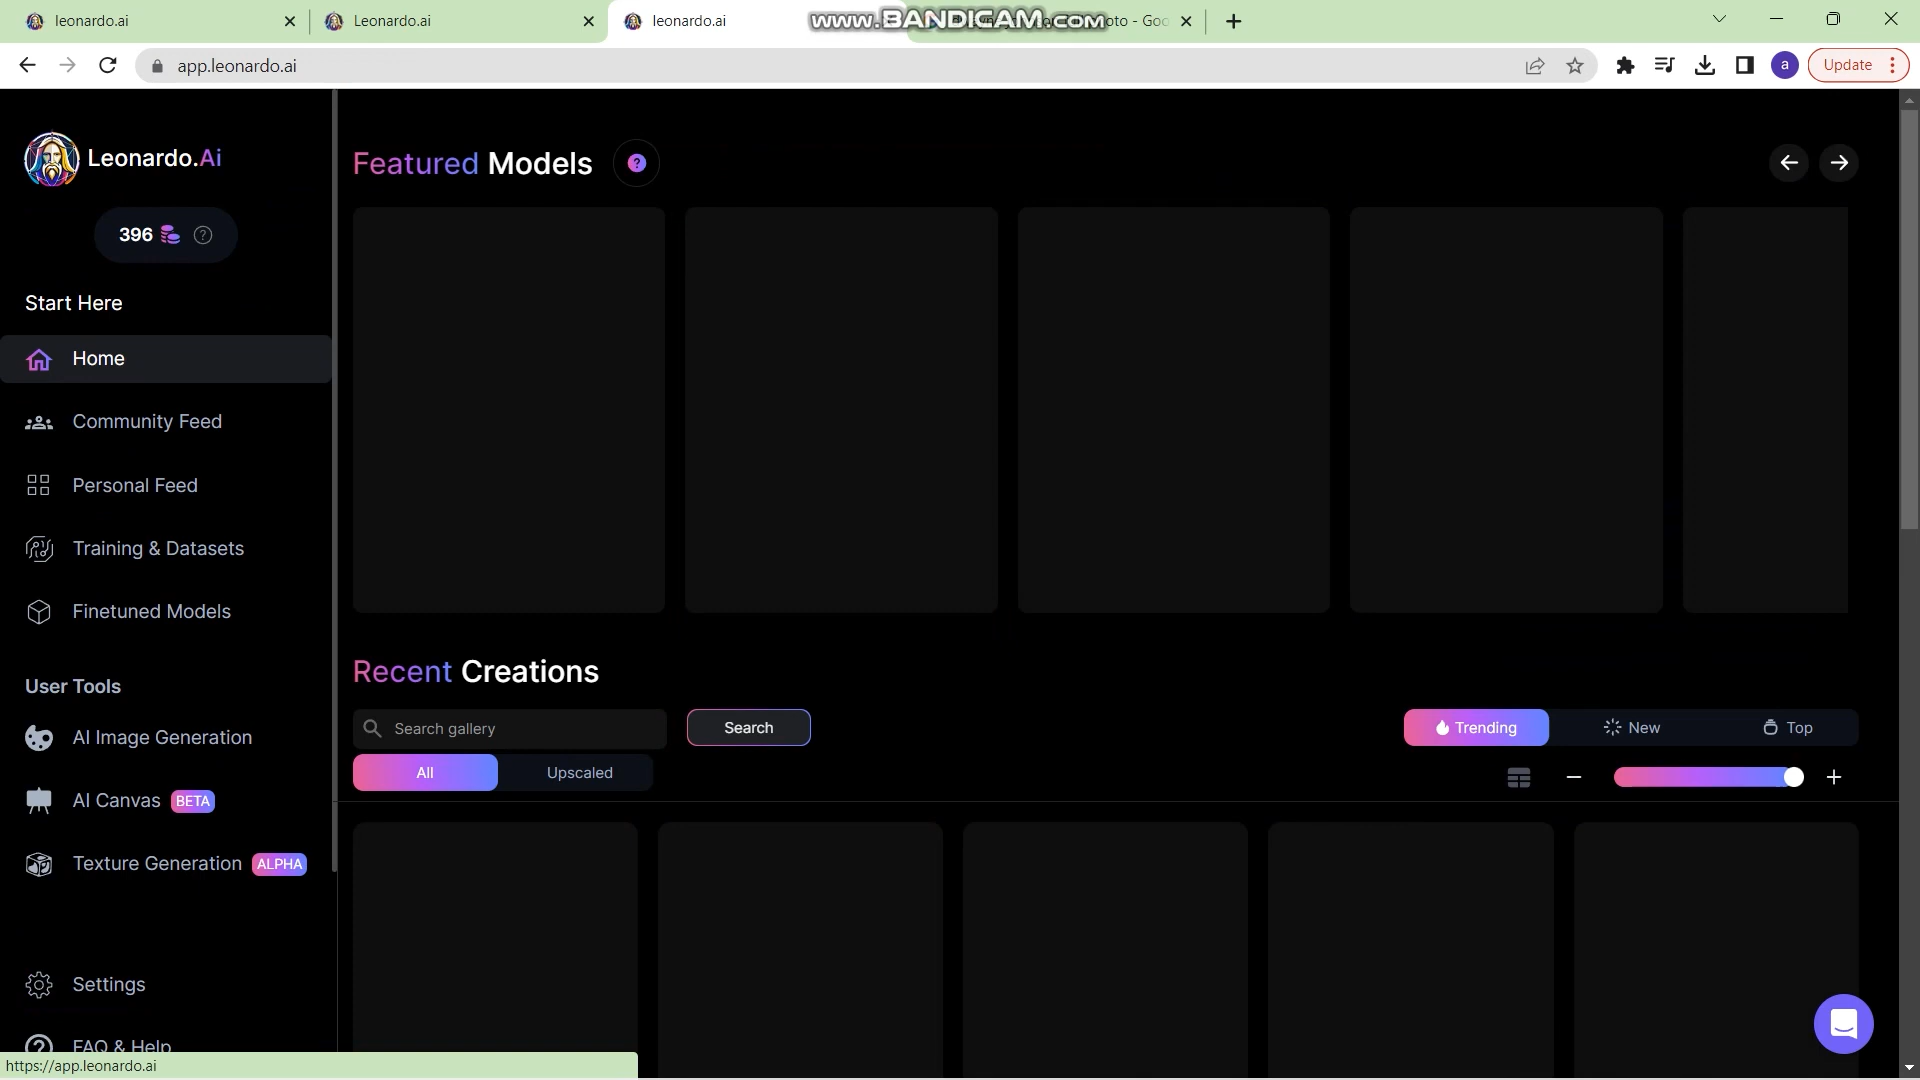 leonardo.ai
Leonardo.ai
leonardo.ai
www.BANDICAM.com
oto - Goo
app.leonardo.ai
a
Update
Leonardo.Ai
396
Start Here
Home
Community Feed
Personal Feed
Training & Datasets
Finetuned Models
User Tools
AI Image Generation
AI Canvas BETA
Texture Generation ALPHA
Settings
FAQ & Help
https://app.leonardo.ai
Featured Models ?
Recent Creations
Search gallery
Search
Trending
New
Top
All
Upscaled